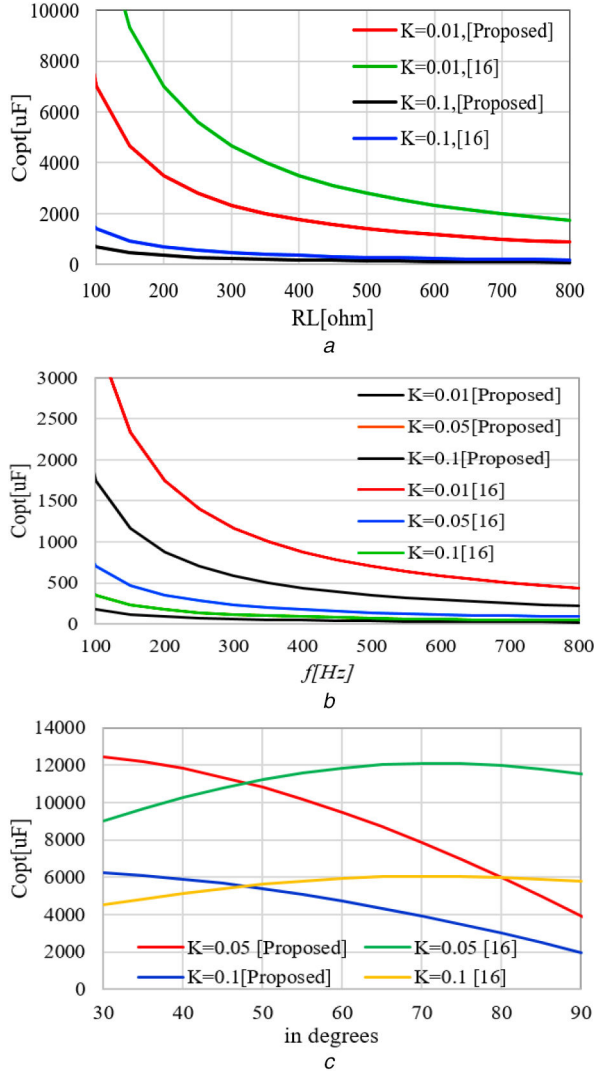 10000
8000
6000
4000
2000
0
Copt[uF]
K=0.01,[Proposed]
K=0.01,[16]
K=0.1,[Proposed]
K=0.1,[16]
100 200 300 400 500 600 700 800
RL[ohm]
a
3000
2500
2000
1500
1000
500
0
Copt[uF]
K=0.01[Proposed]
K=0.05[Proposed]
K=0.1[Proposed]
K=0.01[16]
K=0.05[16]
K=0.1[16]
100 200 300 400 500 600 700 800
f[Hz]
b
14000
12000
10000
8000
6000
4000
2000
0
Copt[uF]
K=0.05 [Proposed] K=0.05 [16]
K=0.1[Proposed] K=0.1 [16]
30 40 50 60 70 80 90
in degrees
c